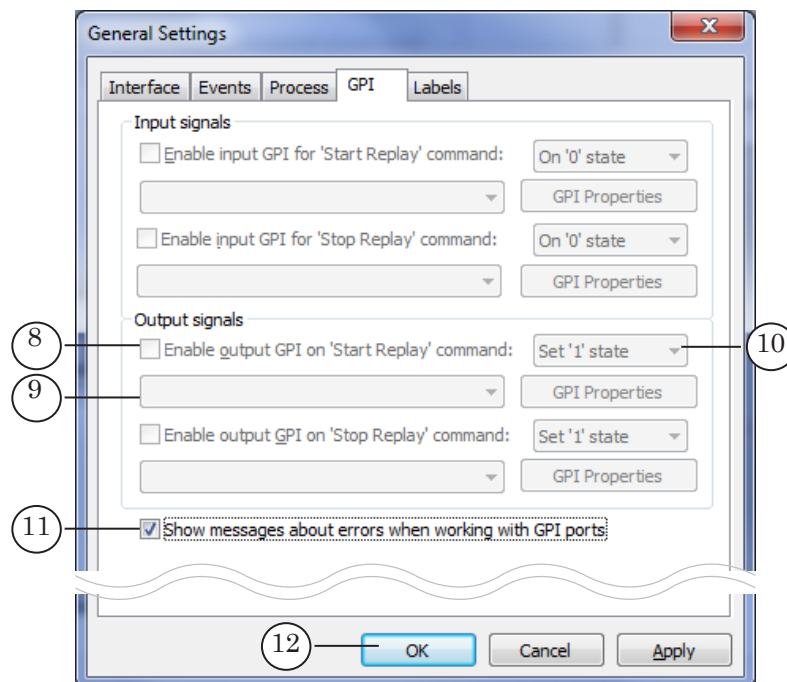 General Settings
Interface Events Process GPI Labels
Input signals
Enable input GPI for 'Start Replay' command: On '0' state
GPI Properties
Enable input GPI for 'Stop Replay' command: On '0' state
GPI Properties
Output signals
8 Enable output GPI on 'Start Replay' command: Set '1' state 10
9 GPI Properties
Enable output GPI on 'Stop Replay' command: Set '1' state
GPI Properties
11 Show messages about errors when working with GPI ports
12 OK Cancel Apply